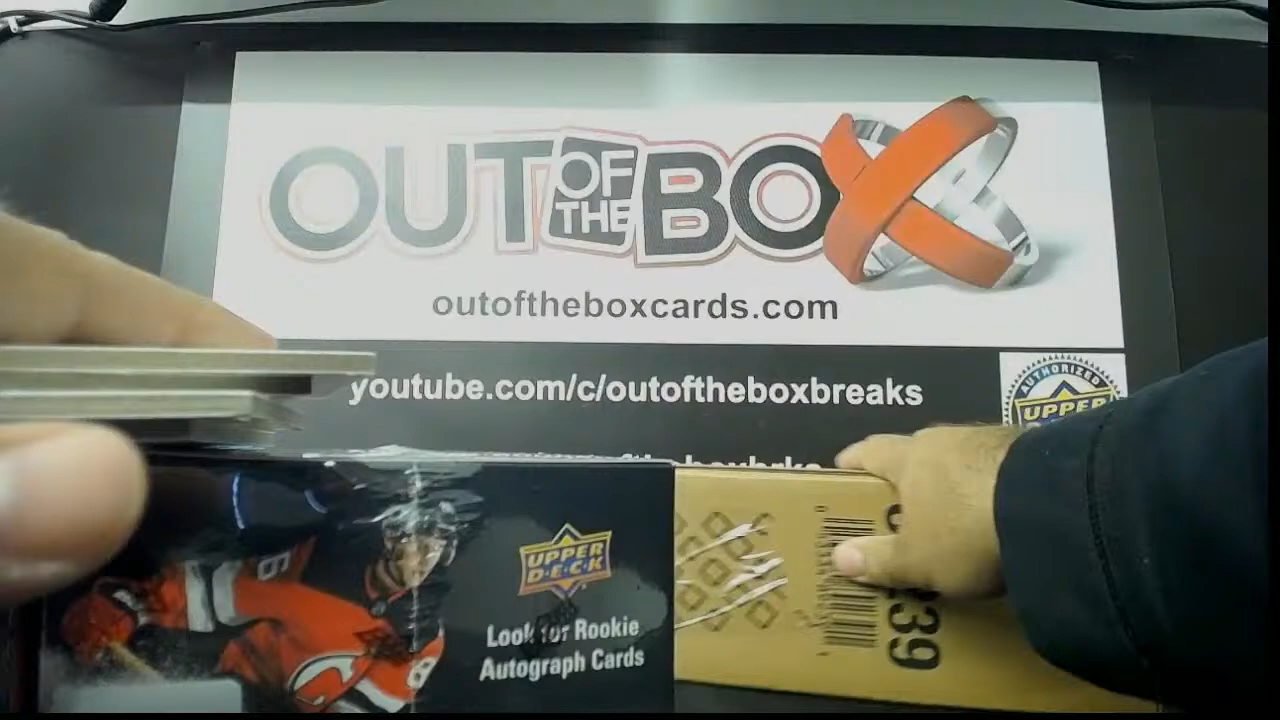 OUT OF THE BOX
outoftheboxcards.com
youtube.com/c/outoftheboxbreaks
AUTHORIZED
UPPER
UPPER
DECK
Look for Rookie
Autograph Cards
39